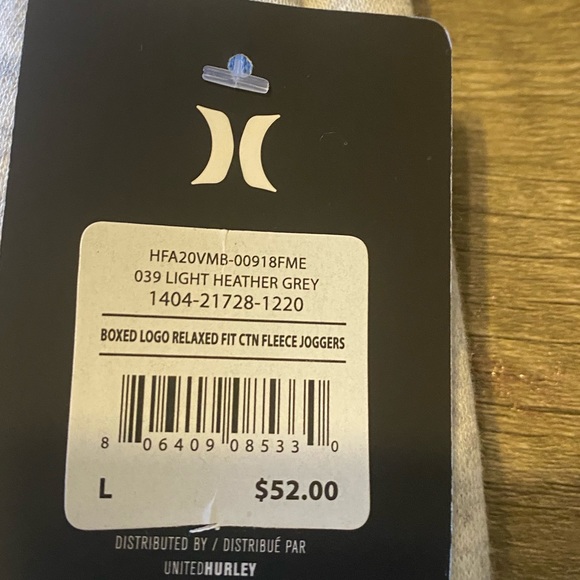 HFA20VMB-00918FME
039 LIGHT HEATHER GREY
1404-21728-1220
BOXED LOGO RELAXED FIT CTN FLEECE JOGGERS
8 06409 08533 0
L $52.00
DISTRIBUTED BY / DISTRIBUÉ PAR
UNITEDHURLEY